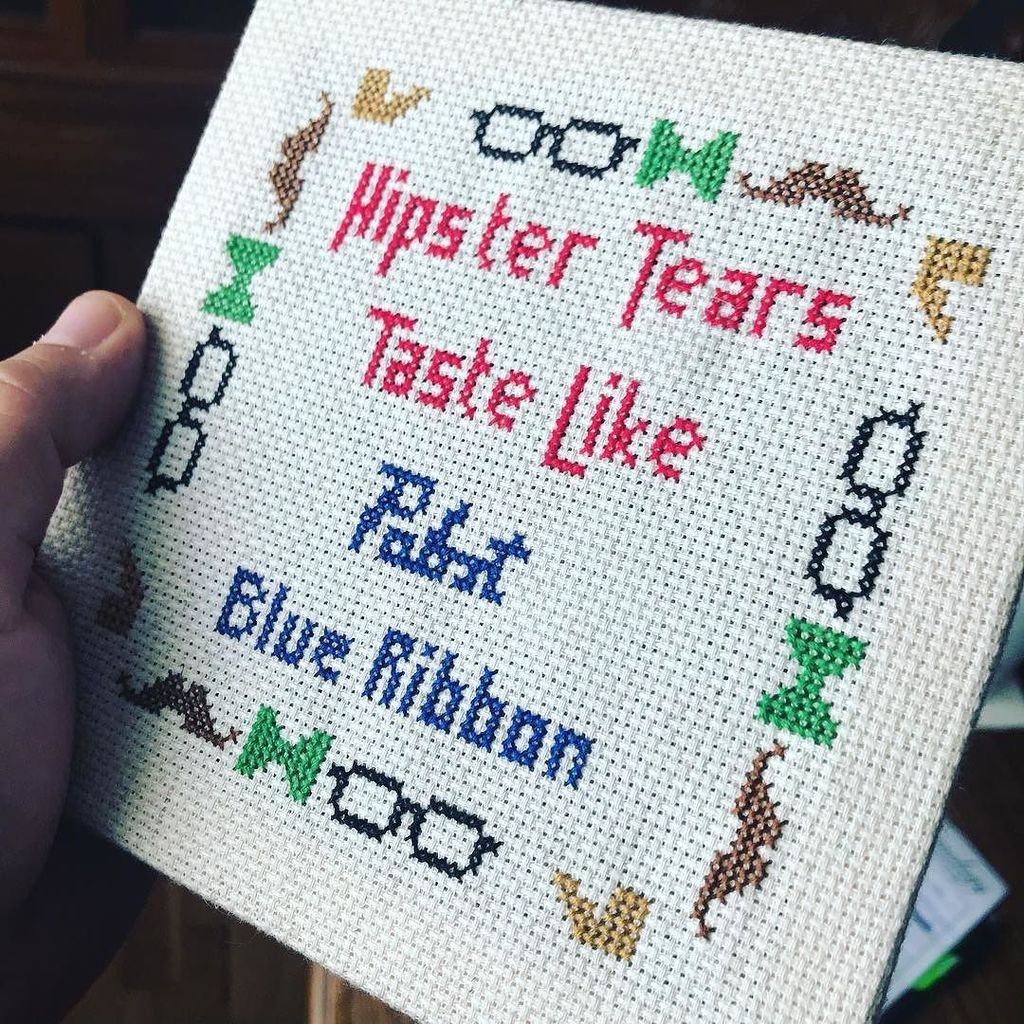 Hipster Tears
Taste Like
Pabst
Blue Ribbon